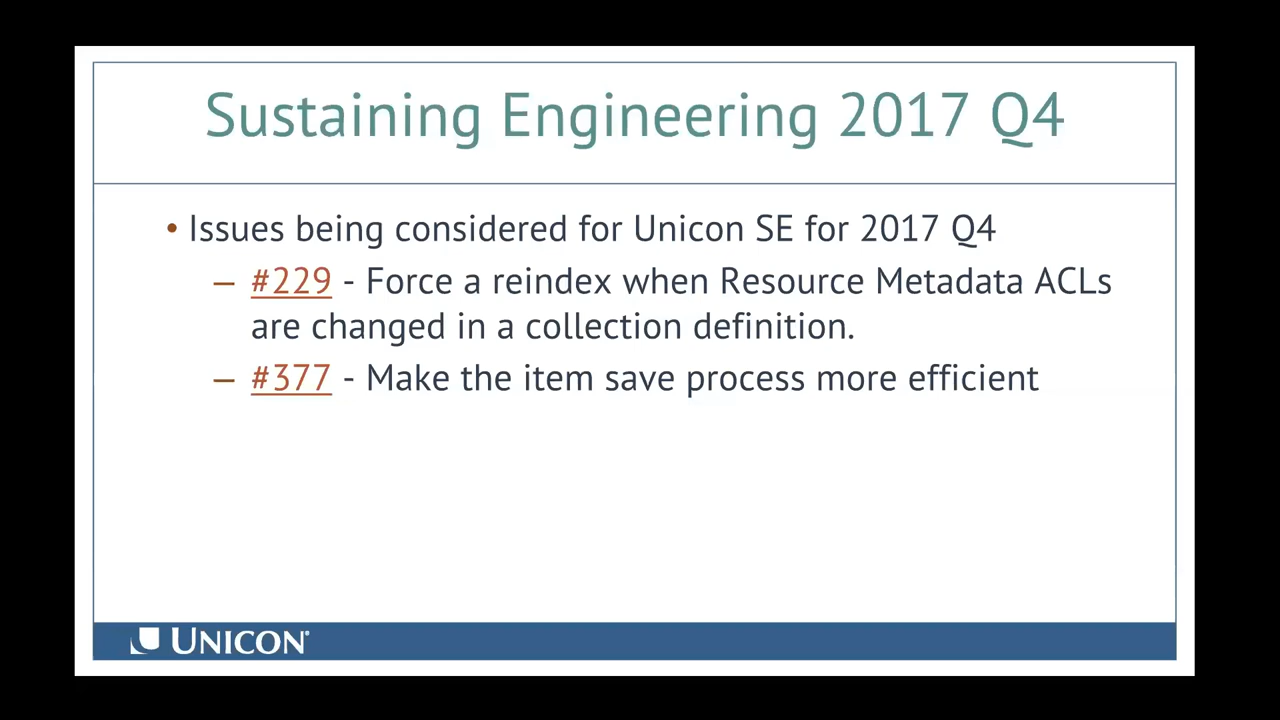 Sustaining Engineering 2017 Q4
• Issues being considered for Unicon SE for 2017 Q4
– #229 - Force a reindex when Resource Metadata ACLs
are changed in a collection definition.
– #377 - Make the item save process more efficient
UNICON®